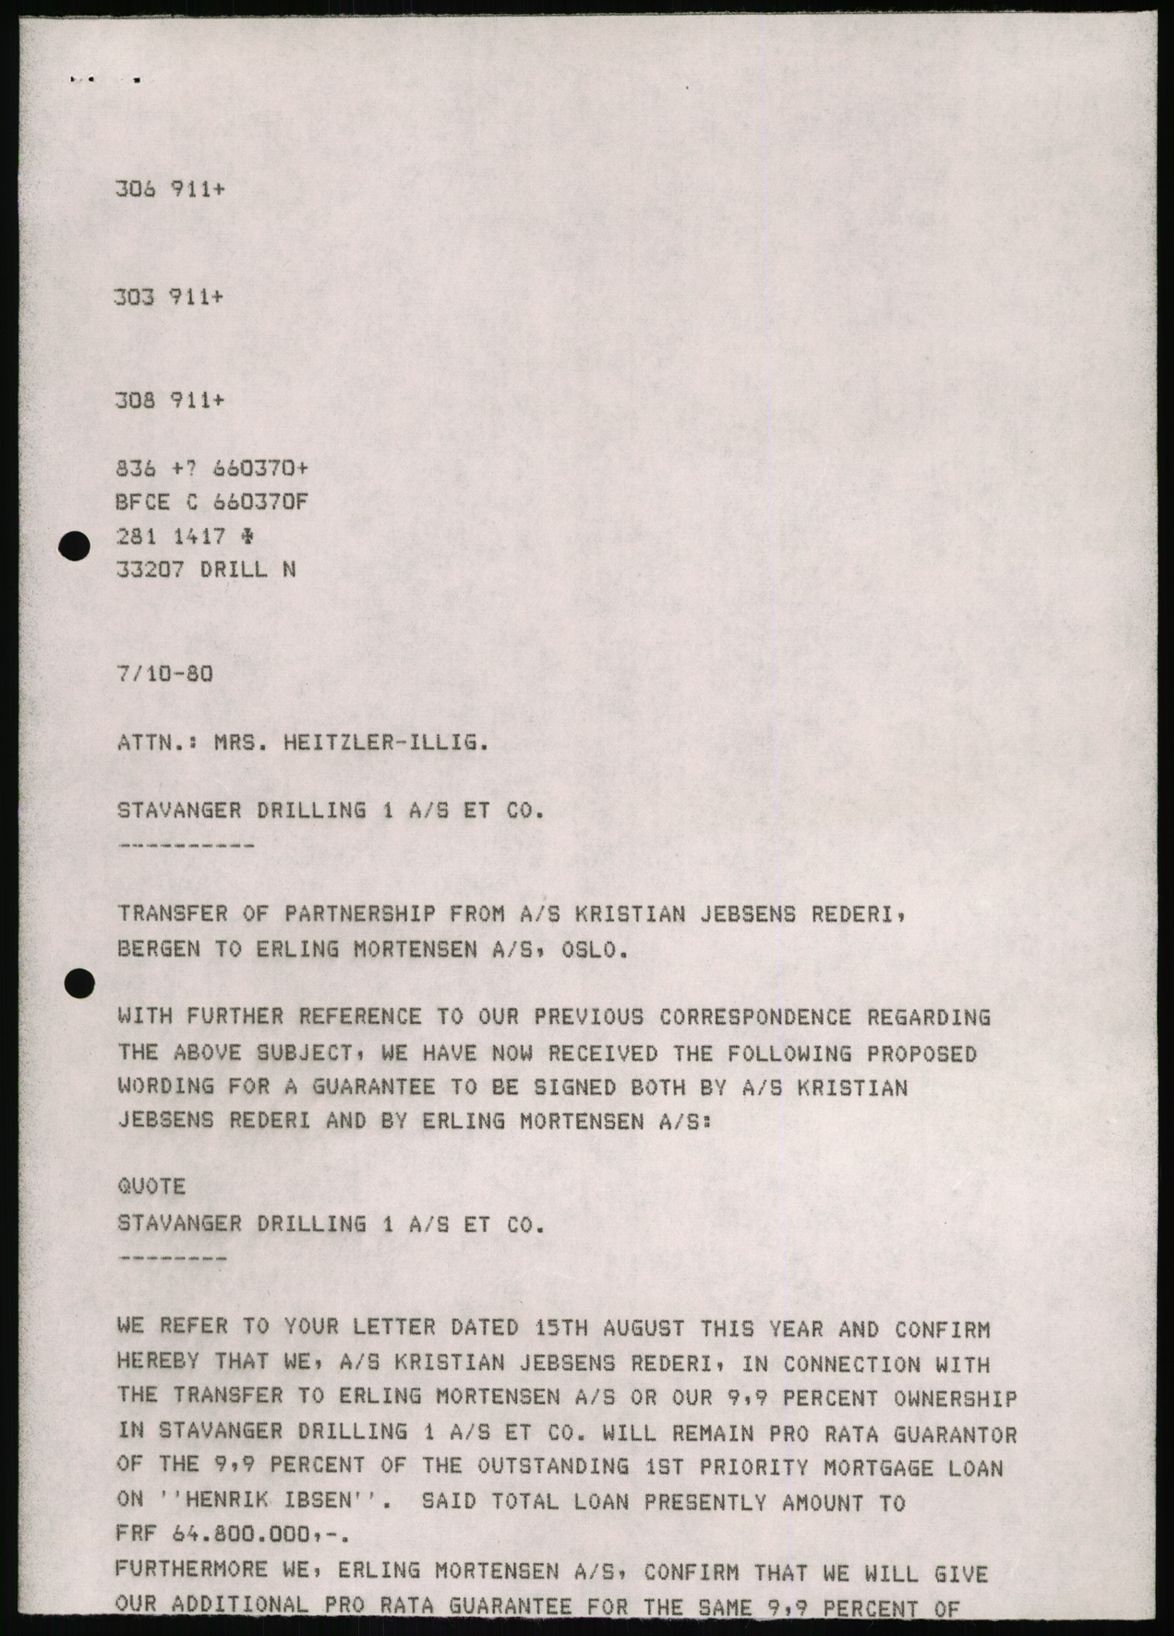 306 911+
303 911+
308 911+
836 +? 660370+
BFCE C 660370F
281 1417 ✠
33207 DRILL N
7/10-80
ATTN.: MRS. HEITZLER-ILLIG.
STAVANGER DRILLING 1 A/S ET CO.
----------
TRANSFER OF PARTNERSHIP FROM A/S KRISTIAN JEBSENS REDERI,
BERGEN TO ERLING MORTENSEN A/S, OSLO.
WITH FURTHER REFERENCE TO OUR PREVIOUS CORRESPONDENCE REGARDING
THE ABOVE SUBJECT, WE HAVE NOW RECEIVED THE FOLLOWING PROPOSED
WORDING FOR A GUARANTEE TO BE SIGNED BOTH BY A/S KRISTIAN
JEBSENS REDERI AND BY ERLING MORTENSEN A/S:
QUOTE
STAVANGER DRILLING 1 A/S ET CO.
--------
WE REFER TO YOUR LETTER DATED 15TH AUGUST THIS YEAR AND CONFIRM
HEREBY THAT WE, A/S KRISTIAN JEBSENS REDERI, IN CONNECTION WITH
THE TRANSFER TO ERLING MORTENSEN A/S OR OUR 9,9 PERCENT OWNERSHIP
IN STAVANGER DRILLING 1 A/S ET CO. WILL REMAIN PRO RATA GUARANTOR
OF THE 9,9 PERCENT OF THE OUTSTANDING 1ST PRIORITY MORTGAGE LOAN
ON ''HENRIK IBSEN''.  SAID TOTAL LOAN PRESENTLY AMOUNT TO
FRF 64.800.000,-.
FURTHERMORE WE, ERLING MORTENSEN A/S, CONFIRM THAT WE WILL GIVE
OUR ADDITIONAL PRO RATA GUARANTEE FOR THE SAME 9,9 PERCENT OF